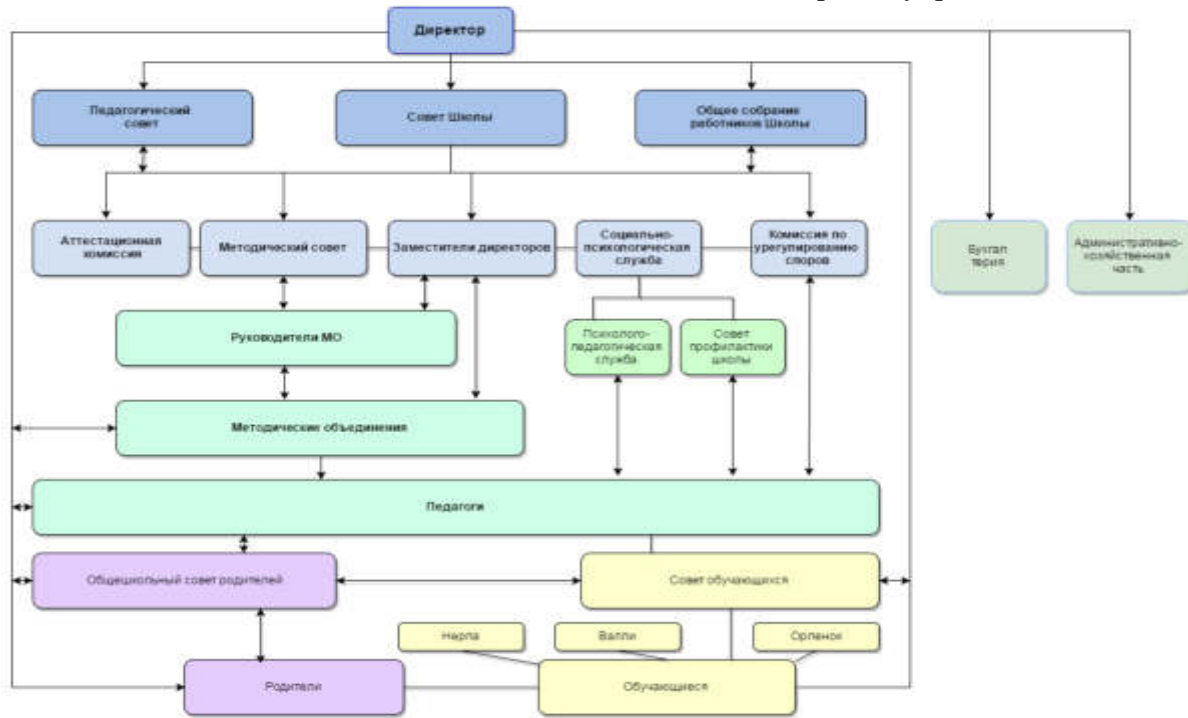 Директор
Педагогический
совет
Совет Школы
Общее собрание
работников Школы
Аттестационная
комиссия
Методический совет
Заместители директоров
Социально-
психологическая
служба
Комиссия по
урегулированию
споров
Бухгал
терия
Административно-
хозяйственная
часть
Руководители МО
Психолого-
педагогическая
служба
Совет
профилактики
школы
Методические объединения
Педагоги
Общешкольный совет родителей
Совет обучающихся
Нерпа
Валли
Орленок
Родители
Обучающиеся